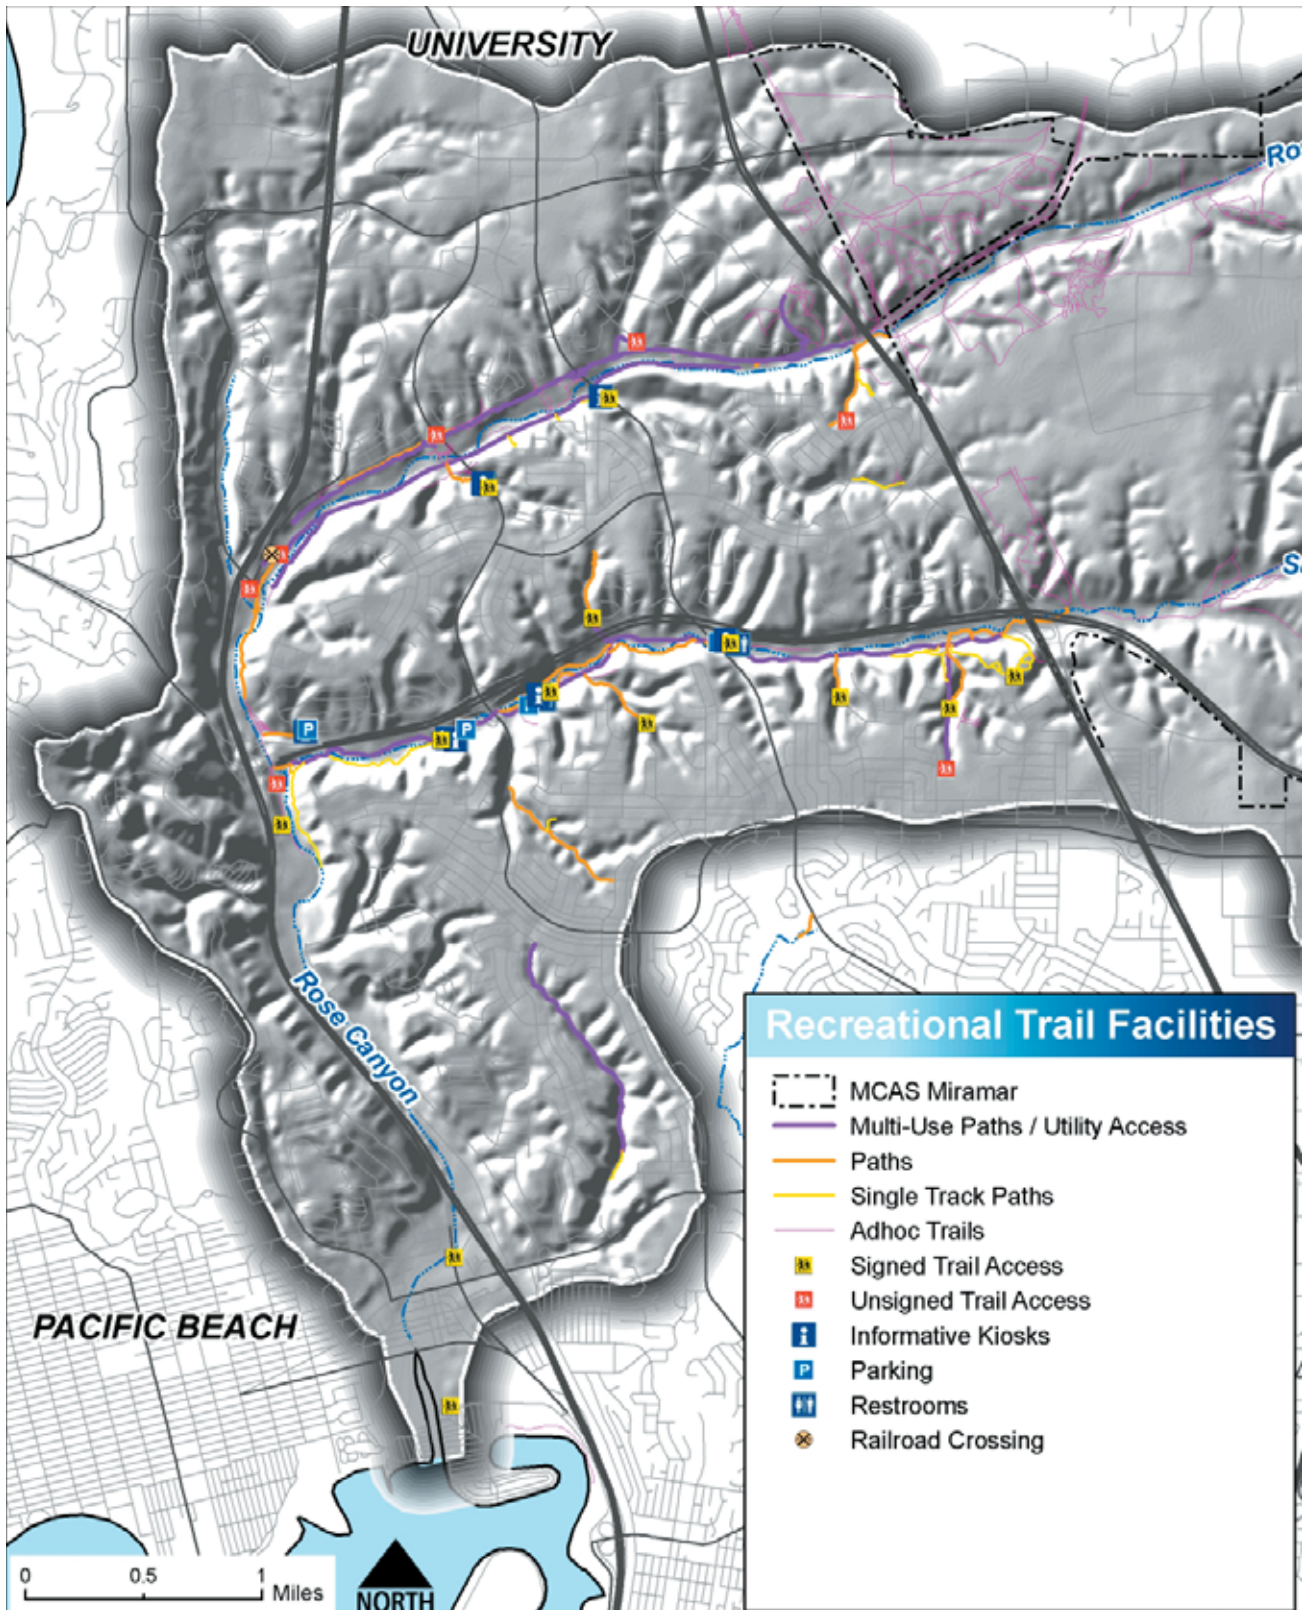 UNIVERSITY
Ro
Su
Rose Canyon
PACIFIC BEACH
Recreational Trail Facilities
MCAS Miramar
Multi-Use Paths / Utility Access
Paths
Single Track Paths
Adhoc Trails
Signed Trail Access
Unsigned Trail Access
Informative Kiosks
P Parking
Restrooms
Railroad Crossing
P
P
0 0.5 1 Miles
NORTH